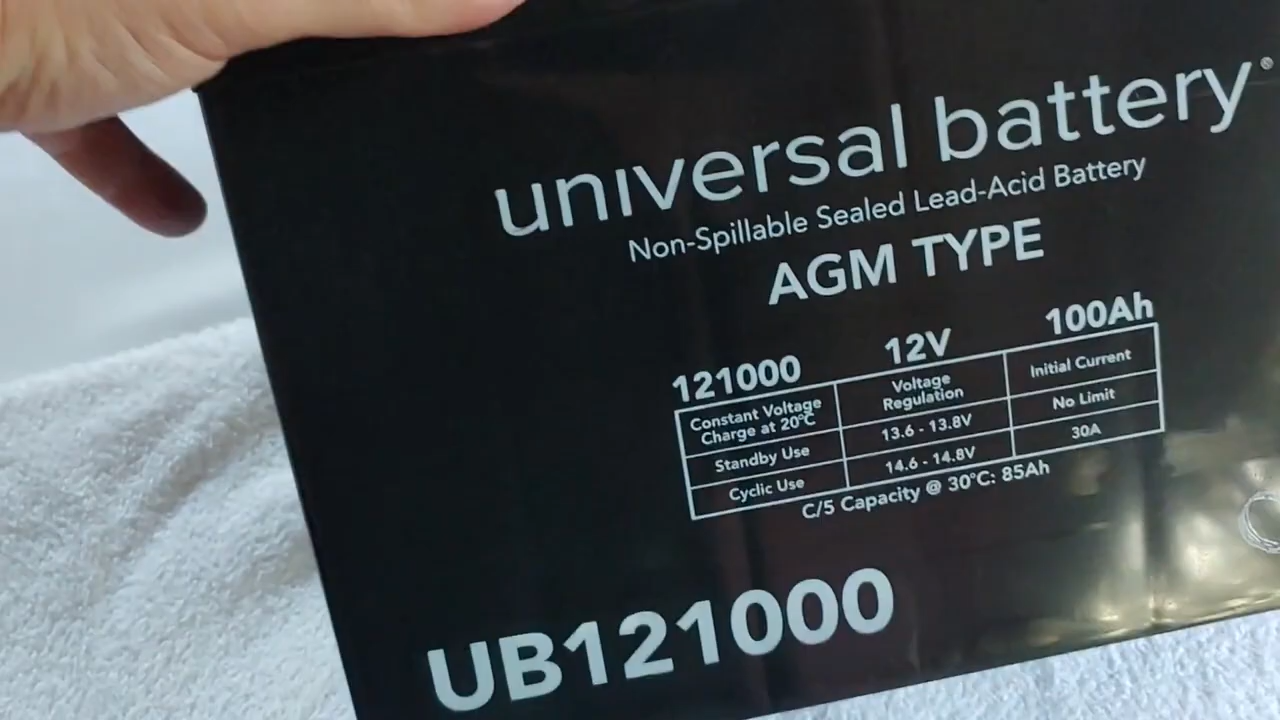 universal battery®
Non-Spillable Sealed Lead-Acid Battery
AGM TYPE
121000 12V 100Ah
Constant Voltage Charge at 20°C Voltage Regulation Initial Current
Standby Use 13.6 - 13.8V No Limit
Cyclic Use 14.6 - 14.8V 30A
C/5 Capacity @ 30°C: 85Ah
UB121000